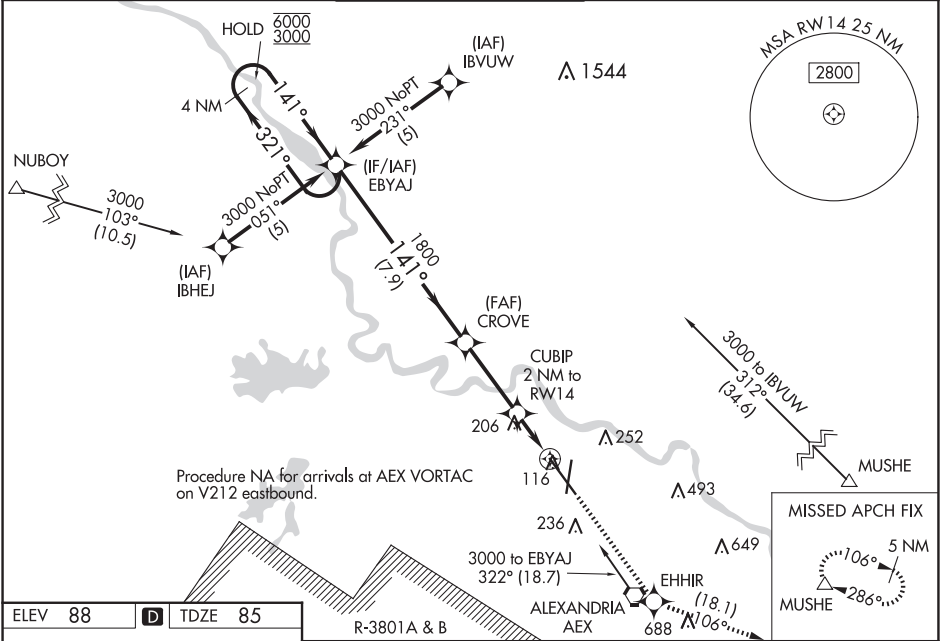 HOLD 6000
3000
(IAF)
IBVUW
1544
MSA RW14 25 NM
2800
4 NM
141°
321°
3000 NoPT
231°
(5)
(IF/IAF)
EBYAJ
NUBOY
3000
103°
(10.5)
3000 NoPT
051°
(5)
(IAF)
IBHEJ
1800
141°
(7.9)
(FAF)
CROVE
CUBIP
2 NM to
RW14
206
252
3000 to IBVUW
312°
(34.6)
MUSHE
116
493
Procedure NA for arrivals at AEX VORTAC
on V212 eastbound.
236
649
MISSED APCH FIX
106°
5 NM
286°
MUSHE
3000 to EBYAJ
322° (18.7)
EHHIR
(18.1)
106°
ALEXANDRIA
AEX
688
R-3801A & B
ELEV 88 D TDZE 85